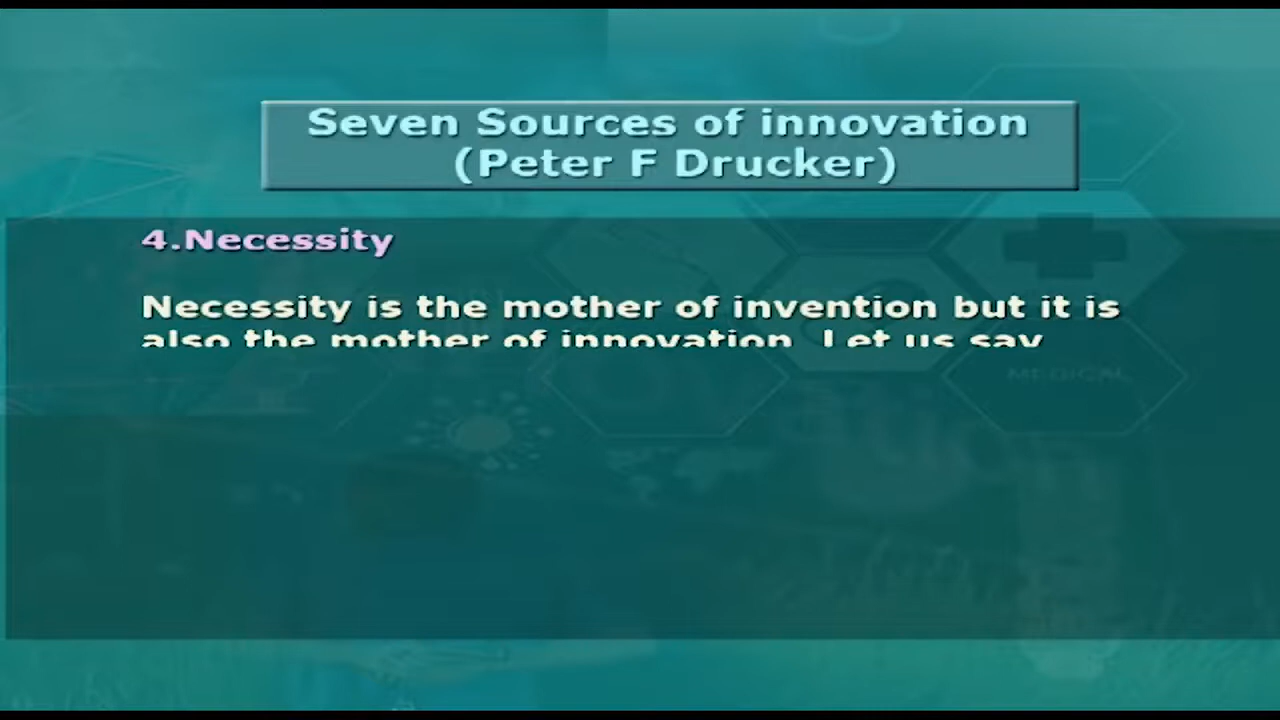 Seven Sources of innovation
(Peter F Drucker)
4.Necessity
Necessity is the mother of invention but it is
also the mother of innovation. Let us say
MEDICAL